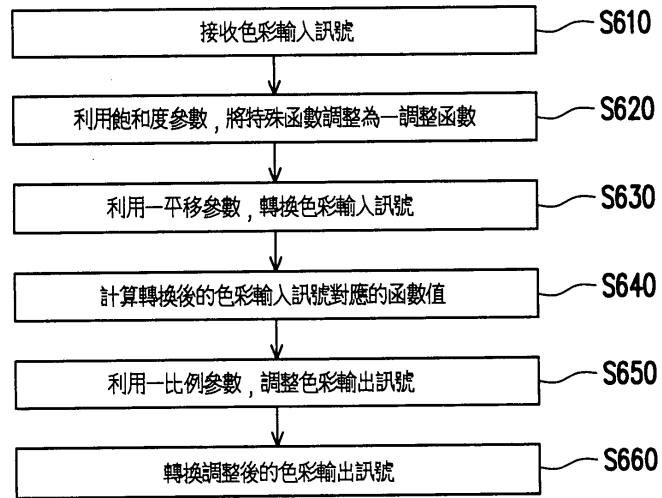 接收色彩輸入訊號 S610
利用飽和度參數，將特殊函數調整為一調整函數 S620
利用一平移參數，轉換色彩輸入訊號 S630
計算轉換後的色彩輸入訊號對應的函數值 S640
利用一比例參數，調整色彩輸出訊號 S650
轉換調整後的色彩輸出訊號 S660